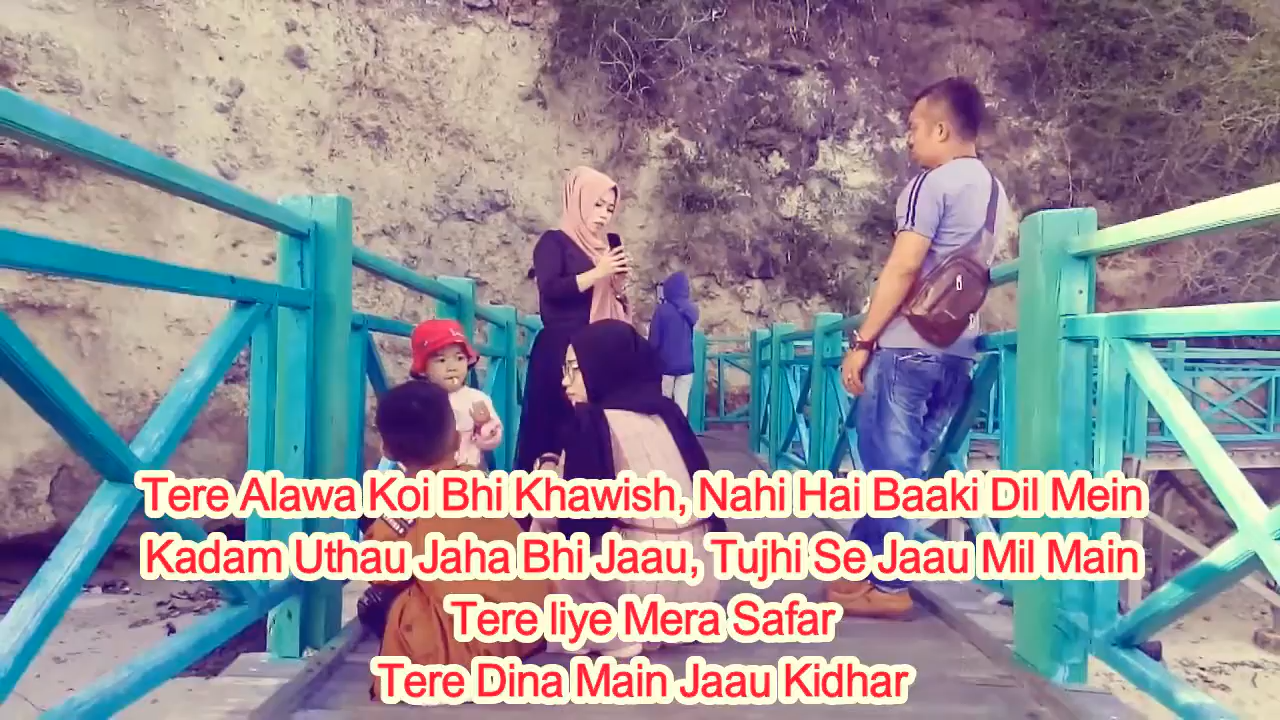 Tere Alawa Koi Bhi Khawish, Nahi Hai Baaki Dil Mein
Kadam Uthau Jaha Bhi Jaau, Tujhi Se Jaau Mil Main
Tere liye Mera Safar
Tere Dina Main Jaau Kidhar